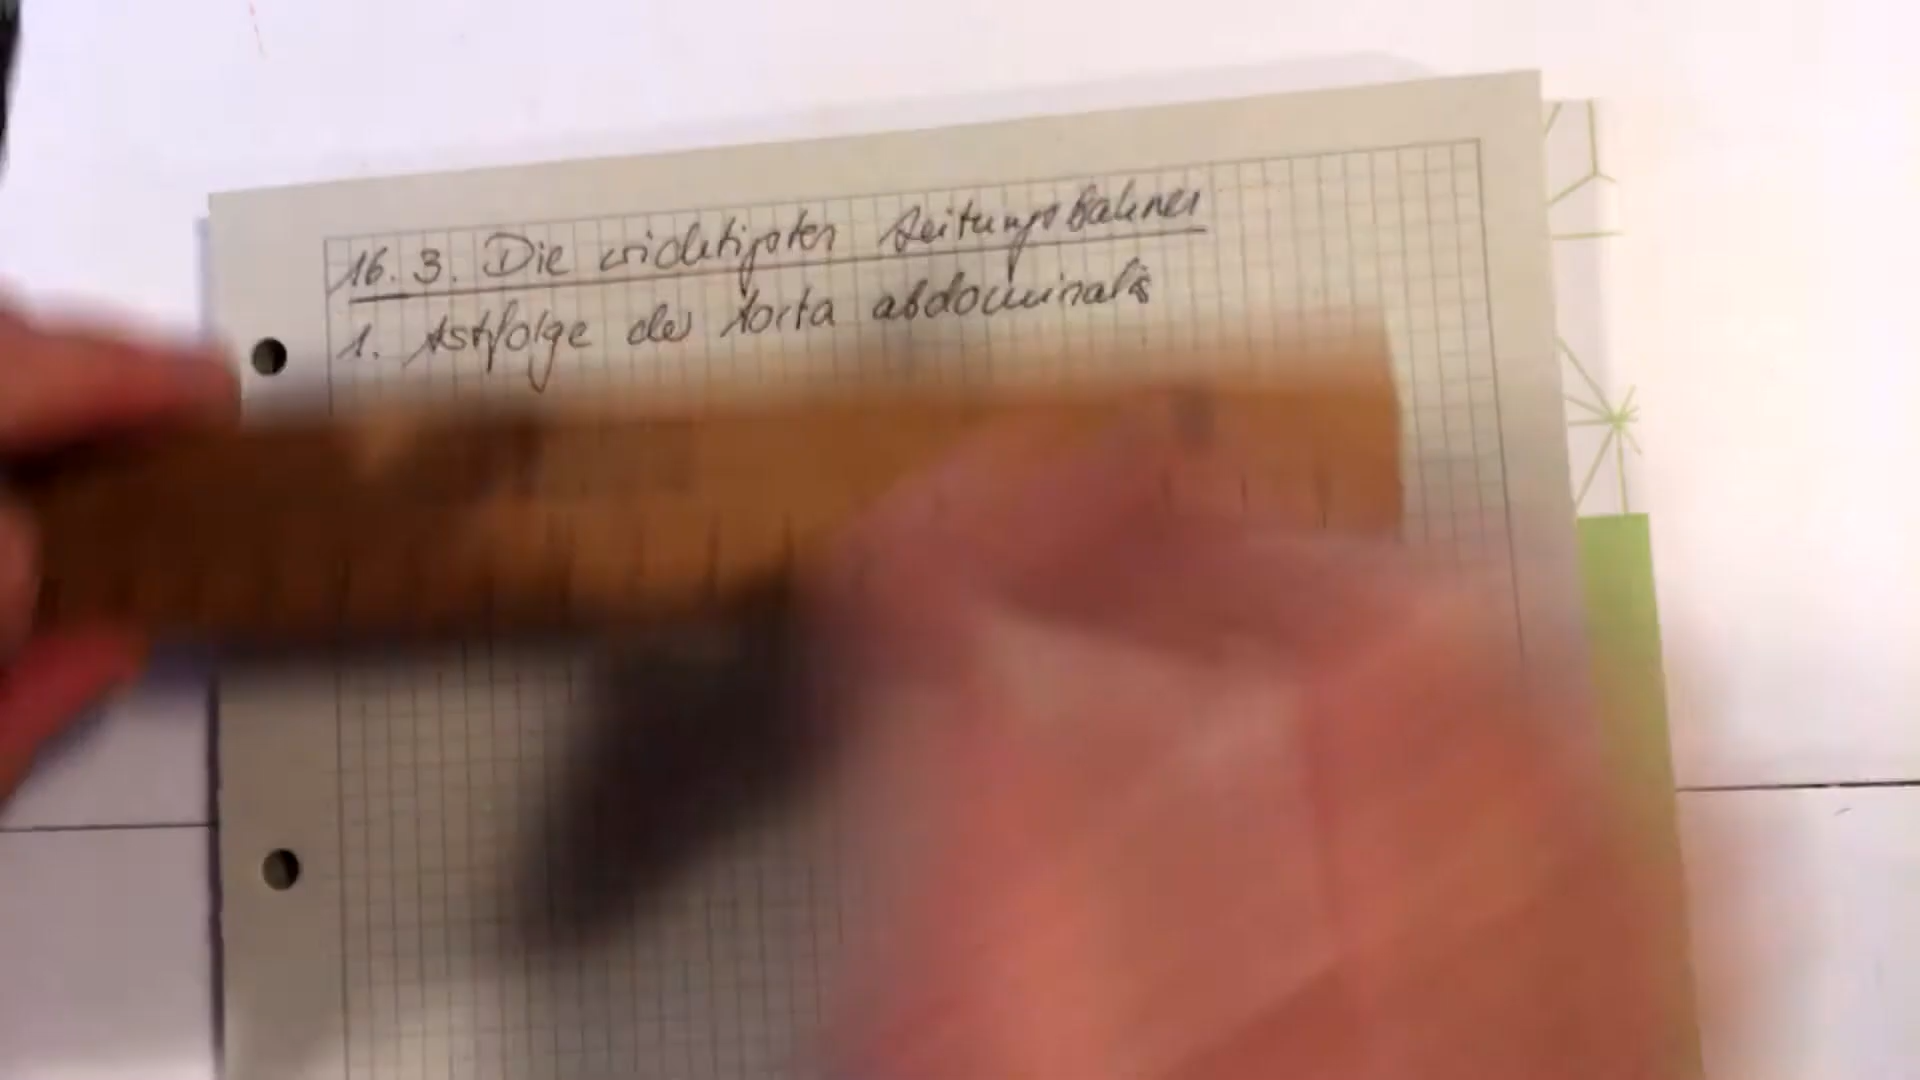 16.3. Die wichtigsten Leitungsbahnen
1. Astfolge der Aorta abdominalis